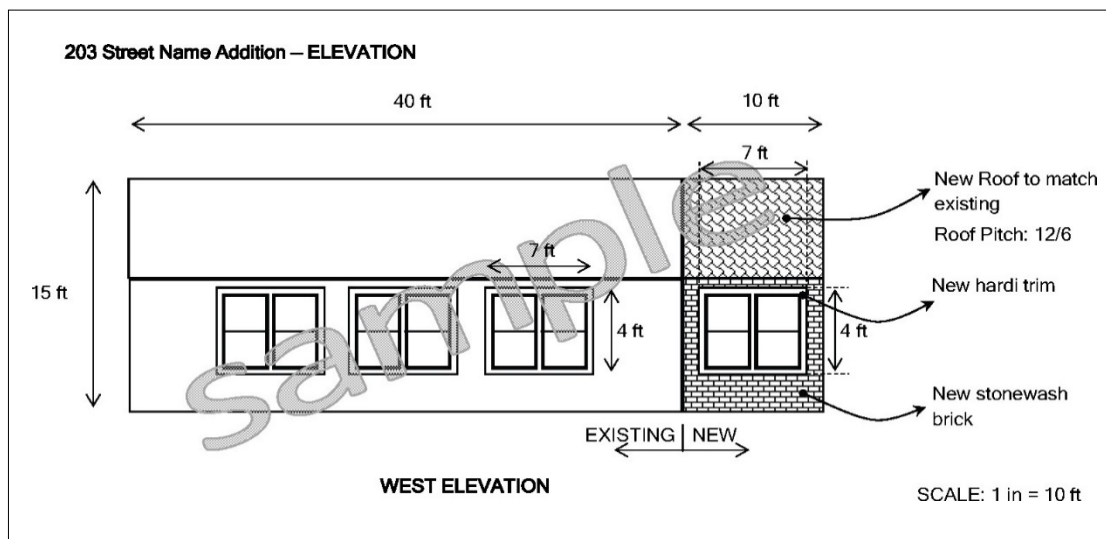 203 Street Name Addition – ELEVATION
40 ft
10 ft
7 ft
New Roof to match
existing
Roof Pitch: 12/6
7 ft
15 ft
New hardi trim
4 ft
4 ft
sample
New stonewash
brick
EXISTING | NEW
WEST ELEVATION
SCALE: 1 in = 10 ft